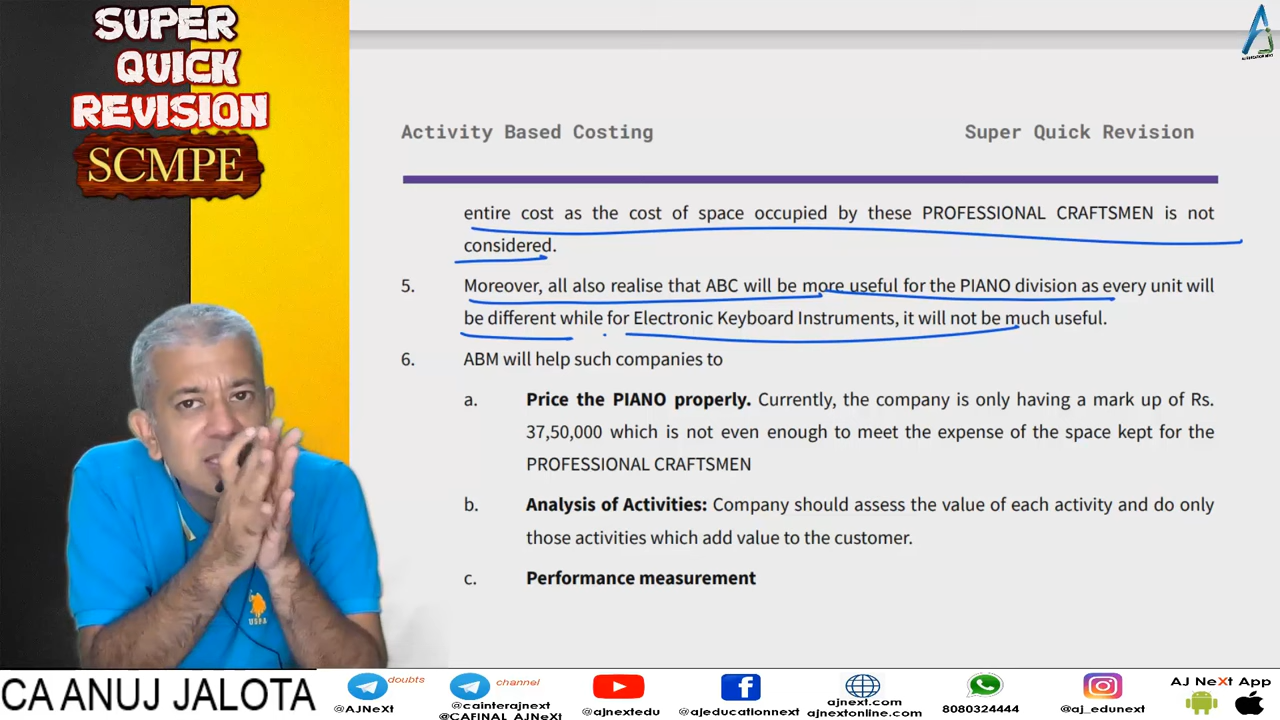 SUPER
QUICK
REVISION
SCMPE
Activity Based Costing
Super Quick Revision
entire cost as the cost of space occupied by these PROFESSIONAL CRAFTSMEN is not
considered.
5. Moreover, all also realise that ABC will be more useful for the PIANO division as every unit will
be different while for Electronic Keyboard Instruments, it will not be much useful.
6. ABM will help such companies to
a. Price the PIANO properly. Currently, the company is only having a mark up of Rs.
37,50,000 which is not even enough to meet the expense of the space kept for the
PROFESSIONAL CRAFTSMEN
b. Analysis of Activities: Company should assess the value of each activity and do only
those activities which add value to the customer.
c. Performance measurement
USPA
CA ANUJ JALOTA
doubts
@AJNeXt
channel
@cainterajnext
@CAFINAL_AJNeXt
@ajnextedu
@ajeducationnext
ajnext.com
ajnextonline.com
8080324444
@aj_edunext
AJ NeXt App